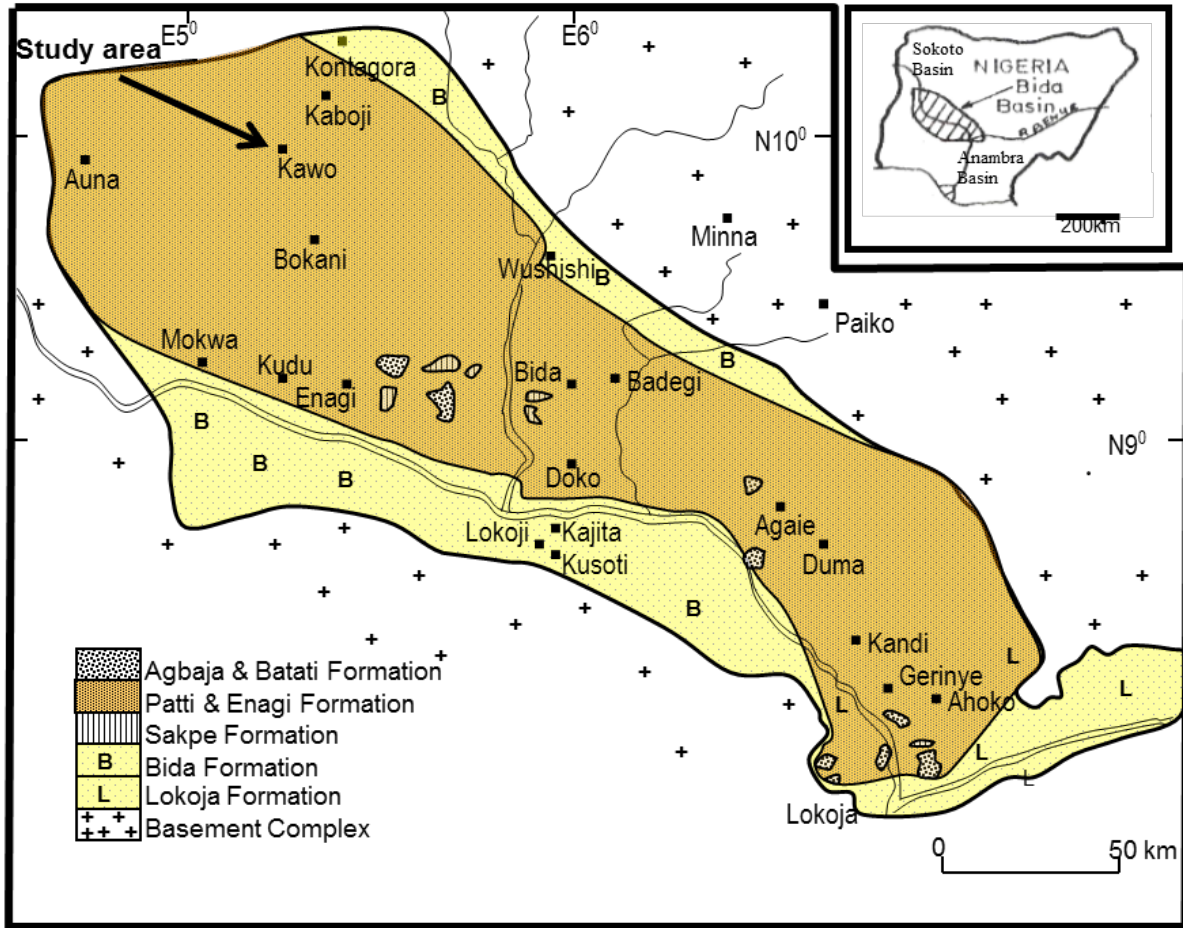 E5⁰
E6⁰
Study area
Kontagora
B
Kaboji
N10⁰
Kawo
Auna
Minna
Bokani
Wushishi
B
Paiko
Mokwa
Kudu
Enagi
Bida
Badegi
B
B
N9⁰
B
B
Doko
Agaie
Lokoji
Kajita
Kusoti
Duma
B
Kandi
L
Gerinye
Ahoko
L
L
L
L
Lokoja
Sokoto
Basin
NIGERIA
Bida
Basin
R. BENUE
Anambra
Basin
200km
Agbaja & Batati Formation
Patti & Enagi Formation
Sakpe Formation
B Bida Formation
L Lokoja Formation
Basement Complex
0 50 km